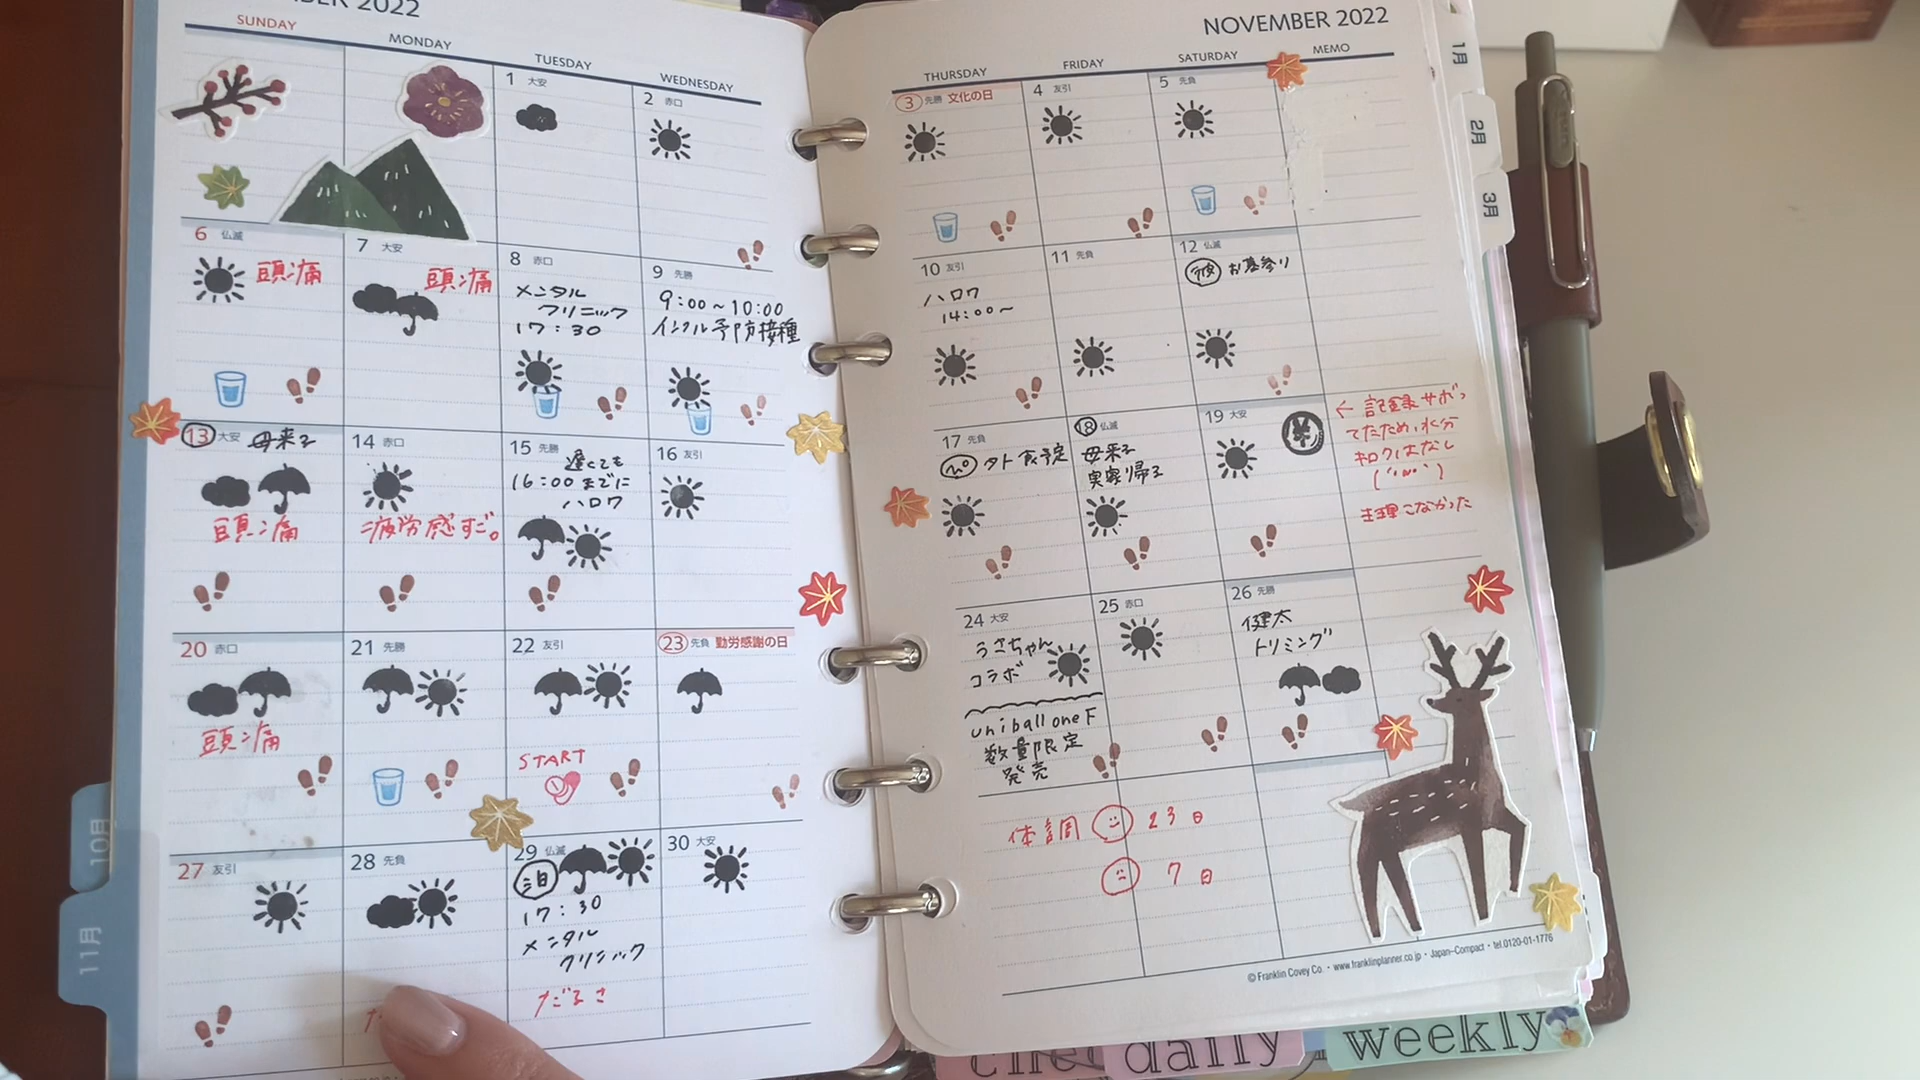 BER 2022
SUNDAY
MONDAY
TUESDAY
WEDNESDAY
1 大安
2 赤口
6 仏滅
頭痛
7 大安
頭痛
8 赤口
メンタル
クリニック
17:30
9 先勝
9:00~10:00
インフル予防接種
13 大安 母来る
頭痛
14 赤口
疲労感すご。
15 先勝
遅くても
16:00までに
ハロワ
16 友引
20 赤口
頭痛
21 先勝
22 友引
START
23 先負 勤労感謝の日
27 友引
28 先負
29 仏滅
17:30
メンタル
クリニック
だるさ
30 大安
10月
11月
NOVEMBER 2022
THURSDAY
FRIDAY
SATURDAY
MEMO
3 先勝 文化の日
4 友引
5 先負
10 友引
ハロワ
14:00~
11 先負
12 仏滅
彼 お墓参り
17 先負
外食予定
18 仏滅
母来る
実家帰る
19 大安
← 記録サボっ
てたため、水分
キロクはなし
生理こなかった
24 大安
うさちゃん
コラボ
uniball one F
数量限定
発売
25 赤口
26 先勝
健太
トリミング
体調 23日
7日
© Franklin Covey Co. • www.franklinplanner.co.jp • Japan-Compact • tel.0120-01-1776
1月
2月
3月
daily
weekly